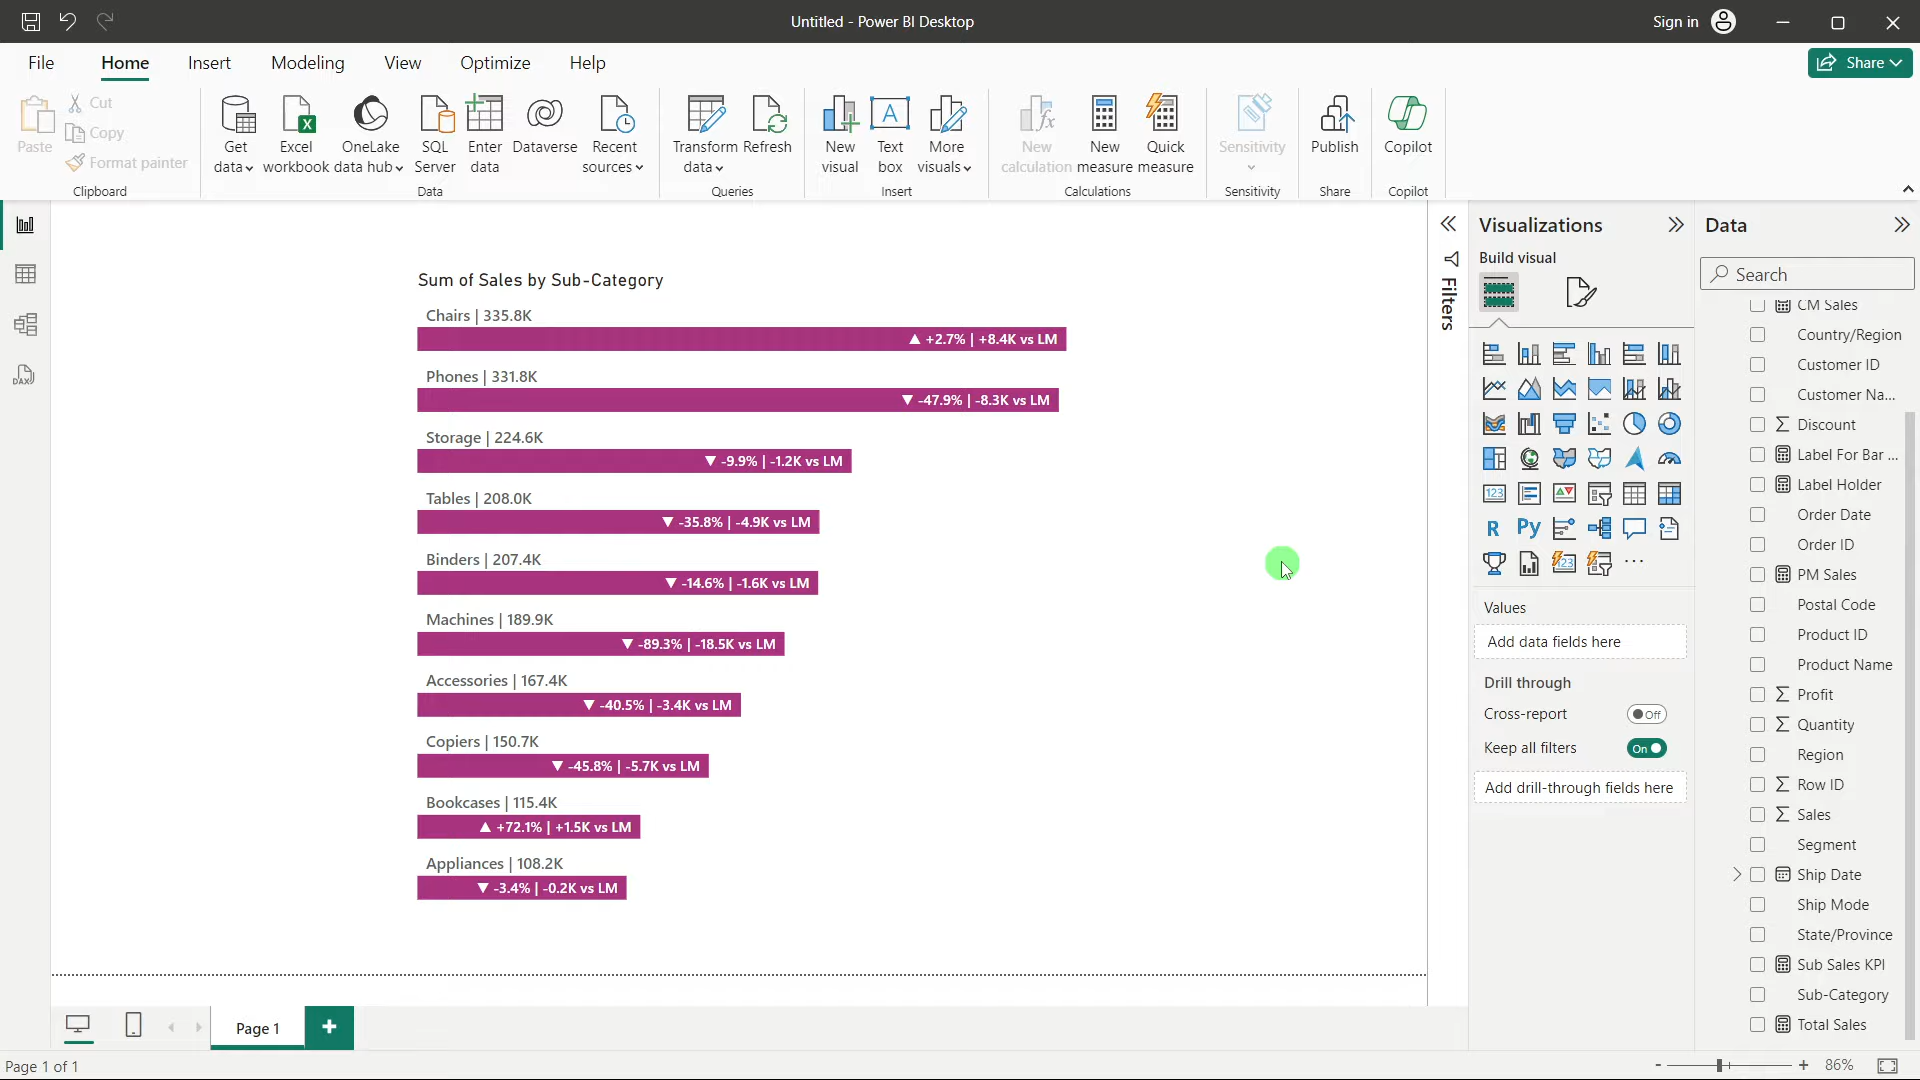 Untitled - Power BI Desktop
Sign in
File
Home
Insert
Modeling
View
Optimize
Help
Share
Paste
Cut
Copy
Format painter
Clipboard
Get data
Excel workbook
OneLake data hub
SQL Server
Enter data
Dataverse
Recent sources
Data
Transform data
Refresh
Queries
New visual
Text box
More visuals
Insert
New calculation
New measure
Quick measure
Calculations
Sensitivity
Sensitivity
Publish
Share
Copilot
Copilot
DAX
Sum of Sales by Sub-Category
Chairs | 335.8K
▲ +2.7% | +8.4K vs LM
Phones | 331.8K
▼ -47.9% | -8.3K vs LM
Storage | 224.6K
▼ -9.9% | -1.2K vs LM
Tables | 208.0K
▼ -35.8% | -4.9K vs LM
Binders | 207.4K
▼ -14.6% | -1.6K vs LM
Machines | 189.9K
▼ -89.3% | -18.5K vs LM
Accessories | 167.4K
▼ -40.5% | -3.4K vs LM
Copiers | 150.7K
▼ -45.8% | -5.7K vs LM
Bookcases | 115.4K
▲ +72.1% | +1.5K vs LM
Appliances | 108.2K
▼ -3.4% | -0.2K vs LM
Filters
Visualizations
Build visual
123
R
Py
123
Values
Add data fields here
Drill through
Cross-report
Off
Keep all filters
On
Add drill-through fields here
Data
Search
CM Sales
Country/Region
Customer ID
Customer Na...
Discount
Label For Bar ...
Label Holder
Order Date
Order ID
PM Sales
Postal Code
Product ID
Product Name
Profit
Quantity
Region
Row ID
Sales
Segment
Ship Date
Ship Mode
State/Province
Sub Sales KPI
Sub-Category
Total Sales
Page 1
Page 1 of 1
- + 86%